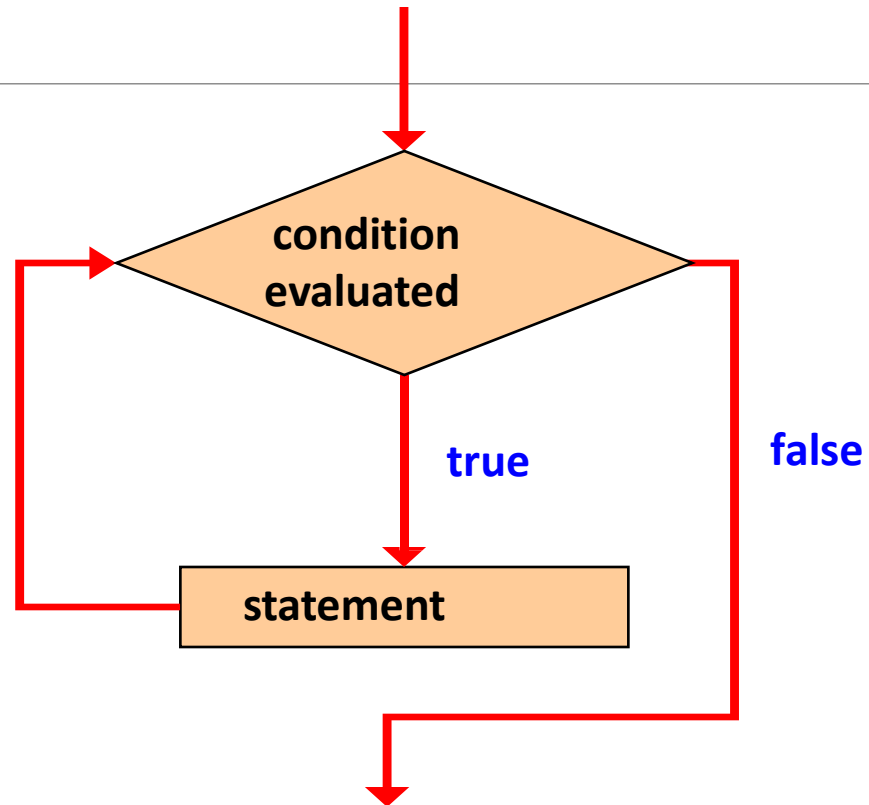 condition
evaluated
true
false
statement